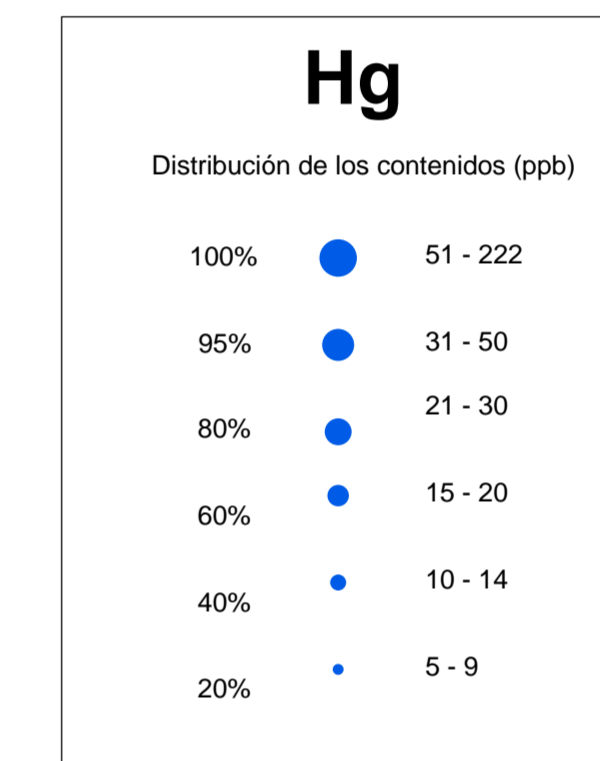 Hg
Distribución de los contenidos (ppb)
100% 51 - 222
95% 31 - 50
21 - 30
80%
15 - 20
60%
10 - 14
40%
5 - 9
20%